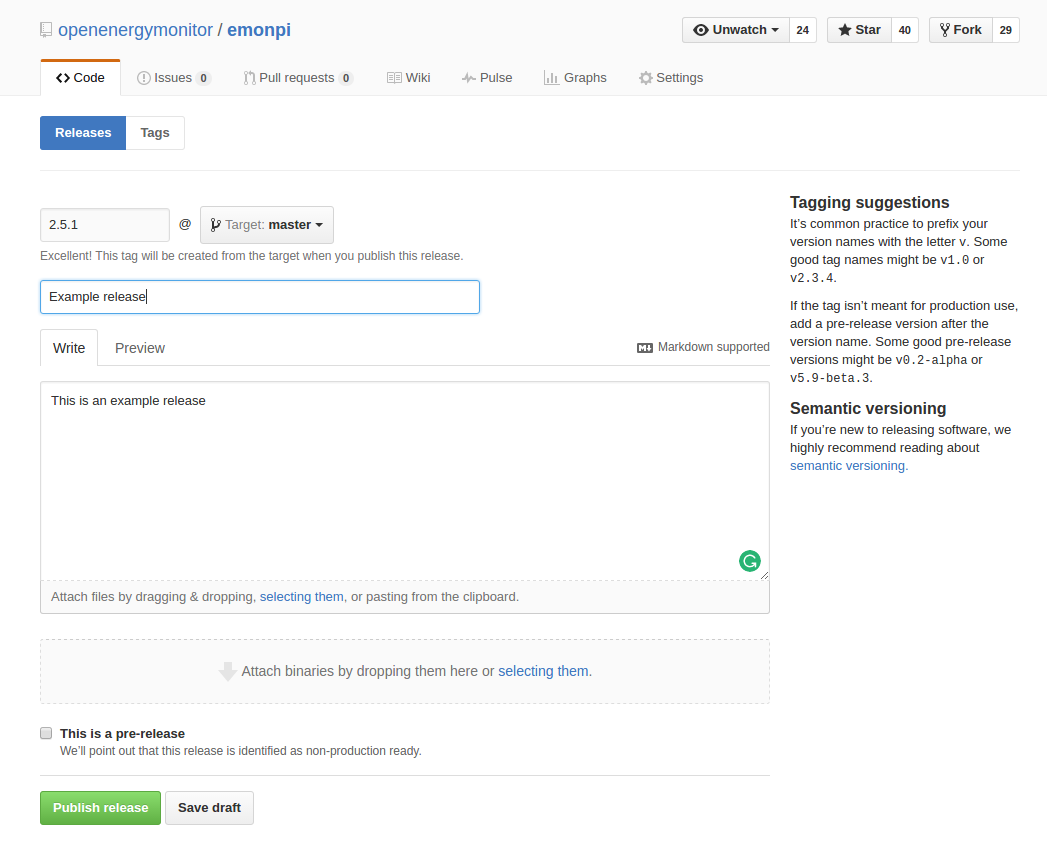 openenergymonitor / emonpi
Unwatch 24 Star 40 Fork 29
Code Issues 0 Pull requests 0 Wiki Pulse Graphs Settings
Releases Tags
2.5.1 @ Target: master
Excellent! This tag will be created from the target when you publish this release.
Example release
Write Preview Markdown supported
This is an example release
Attach files by dragging & dropping, selecting them, or pasting from the clipboard.
Attach binaries by dropping them here or selecting them.
This is a pre-release
We’ll point out that this release is identified as non-production ready.
Publish release Save draft
Tagging suggestions
It’s common practice to prefix your
version names with the letter v. Some
good tag names might be v1.0 or
v2.3.4.
If the tag isn’t meant for production use,
add a pre-release version after the
version name. Some good pre-release
versions might be v0.2-alpha or
v5.9-beta.3.
Semantic versioning
If you’re new to releasing software, we
highly recommend reading about
semantic versioning.